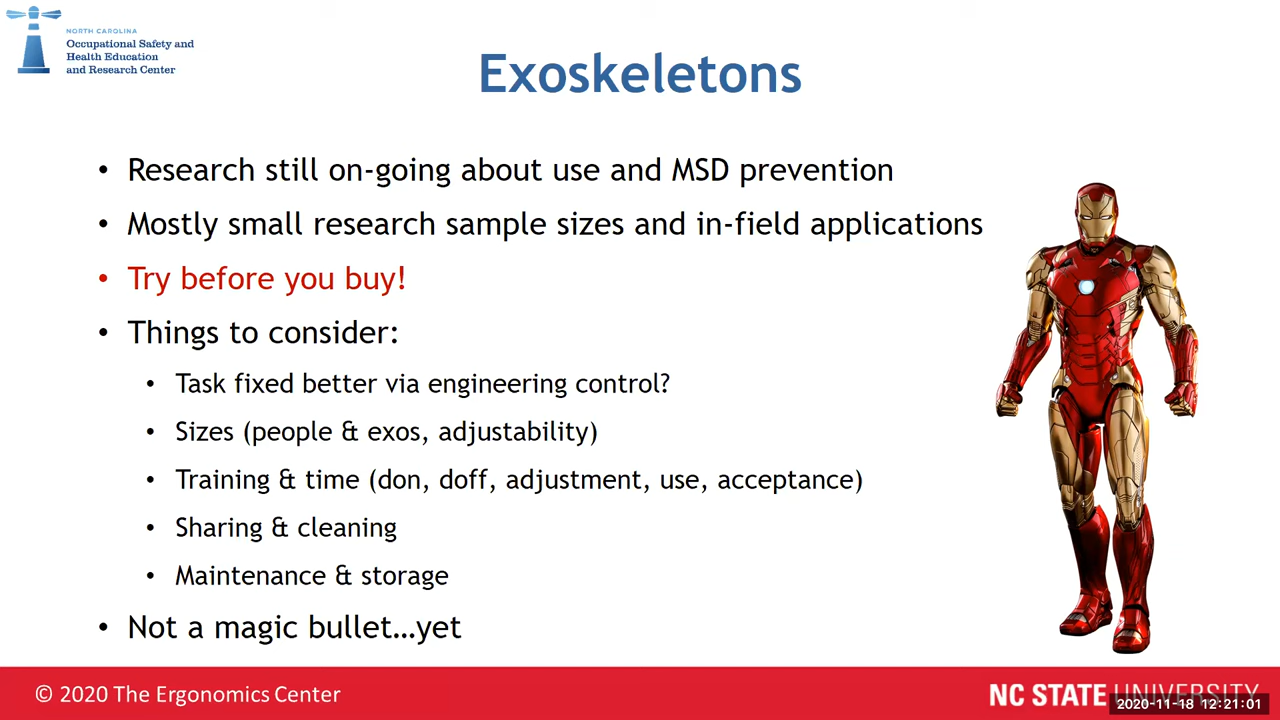 NORTH CAROLINA
Occupational Safety and
Health Education
and Research Center
Exoskeletons
• Research still on-going about use and MSD prevention
• Mostly small research sample sizes and in-field applications
• Try before you buy!
• Things to consider:
• Task fixed better via engineering control?
• Sizes (people & exos, adjustability)
• Training & time (don, doff, adjustment, use, acceptance)
• Sharing & cleaning
• Maintenance & storage
• Not a magic bullet…yet
© 2020 The Ergonomics Center
NC STATE UNIVERSITY
2020-11-18 12:21:01